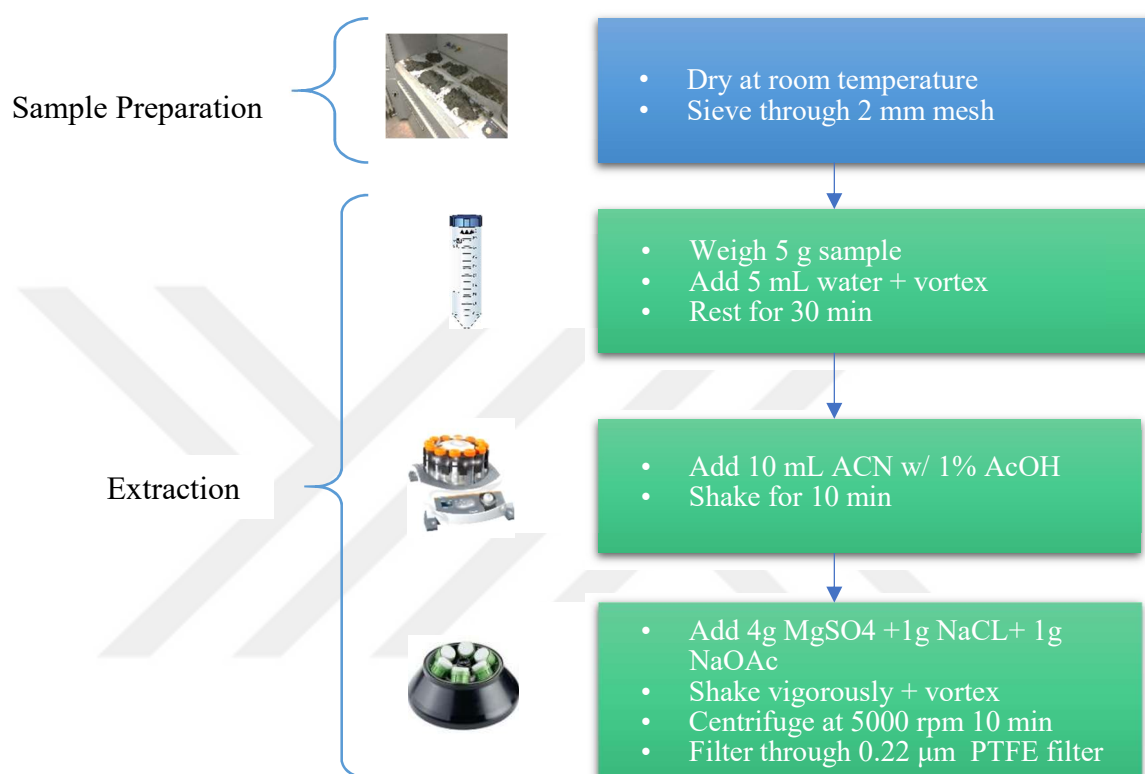 Sample Preparation
• Dry at room temperature
• Sieve through 2 mm mesh
• Weigh 5 g sample
• Add 5 mL water + vortex
• Rest for 30 min
Extraction
• Add 10 mL ACN w/ 1% AcOH
• Shake for 10 min
• Add 4g MgSO4 +1g NaCL+ 1g
NaOAc
• Shake vigorously + vortex
• Centrifuge at 5000 rpm 10 min
• Filter through 0.22 μm PTFE filter